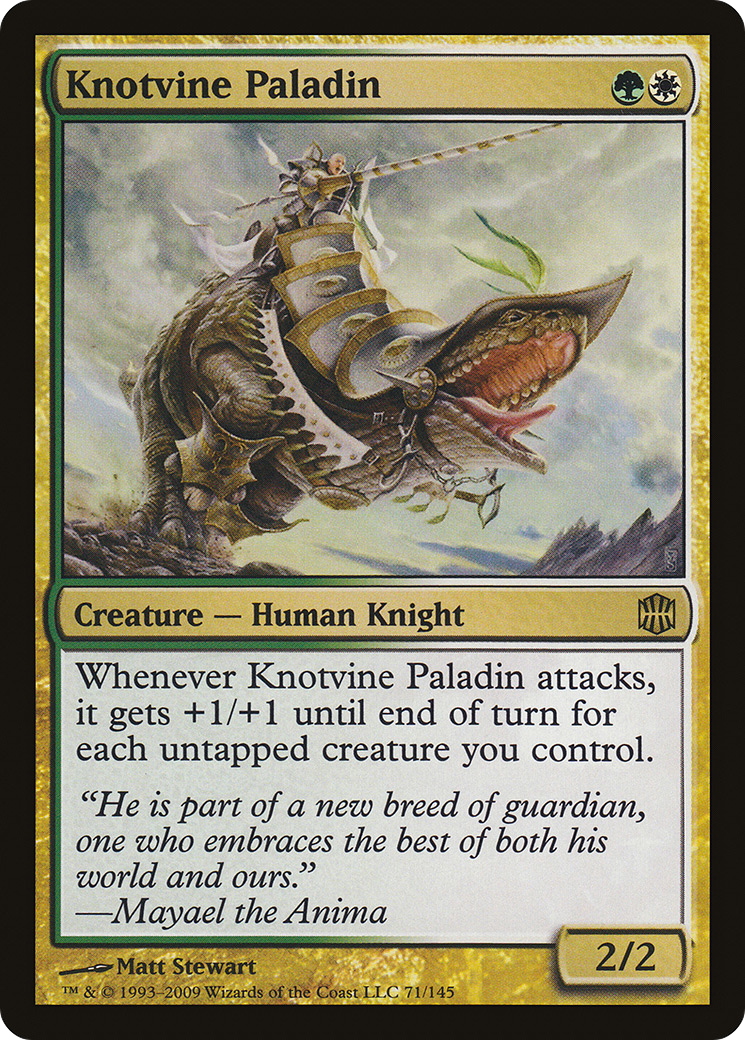 Knotvine Paladin
Creature — Human Knight
Whenever Knotvine Paladin attacks,
it gets +1/+1 until end of turn for
each untapped creature you control.
“He is part of a new breed of guardian,
one who embraces the best of both his
world and ours.”
—Mayael the Anima
2/2
Matt Stewart
™ & © 1993–2009 Wizards of the Coast LLC 71/145